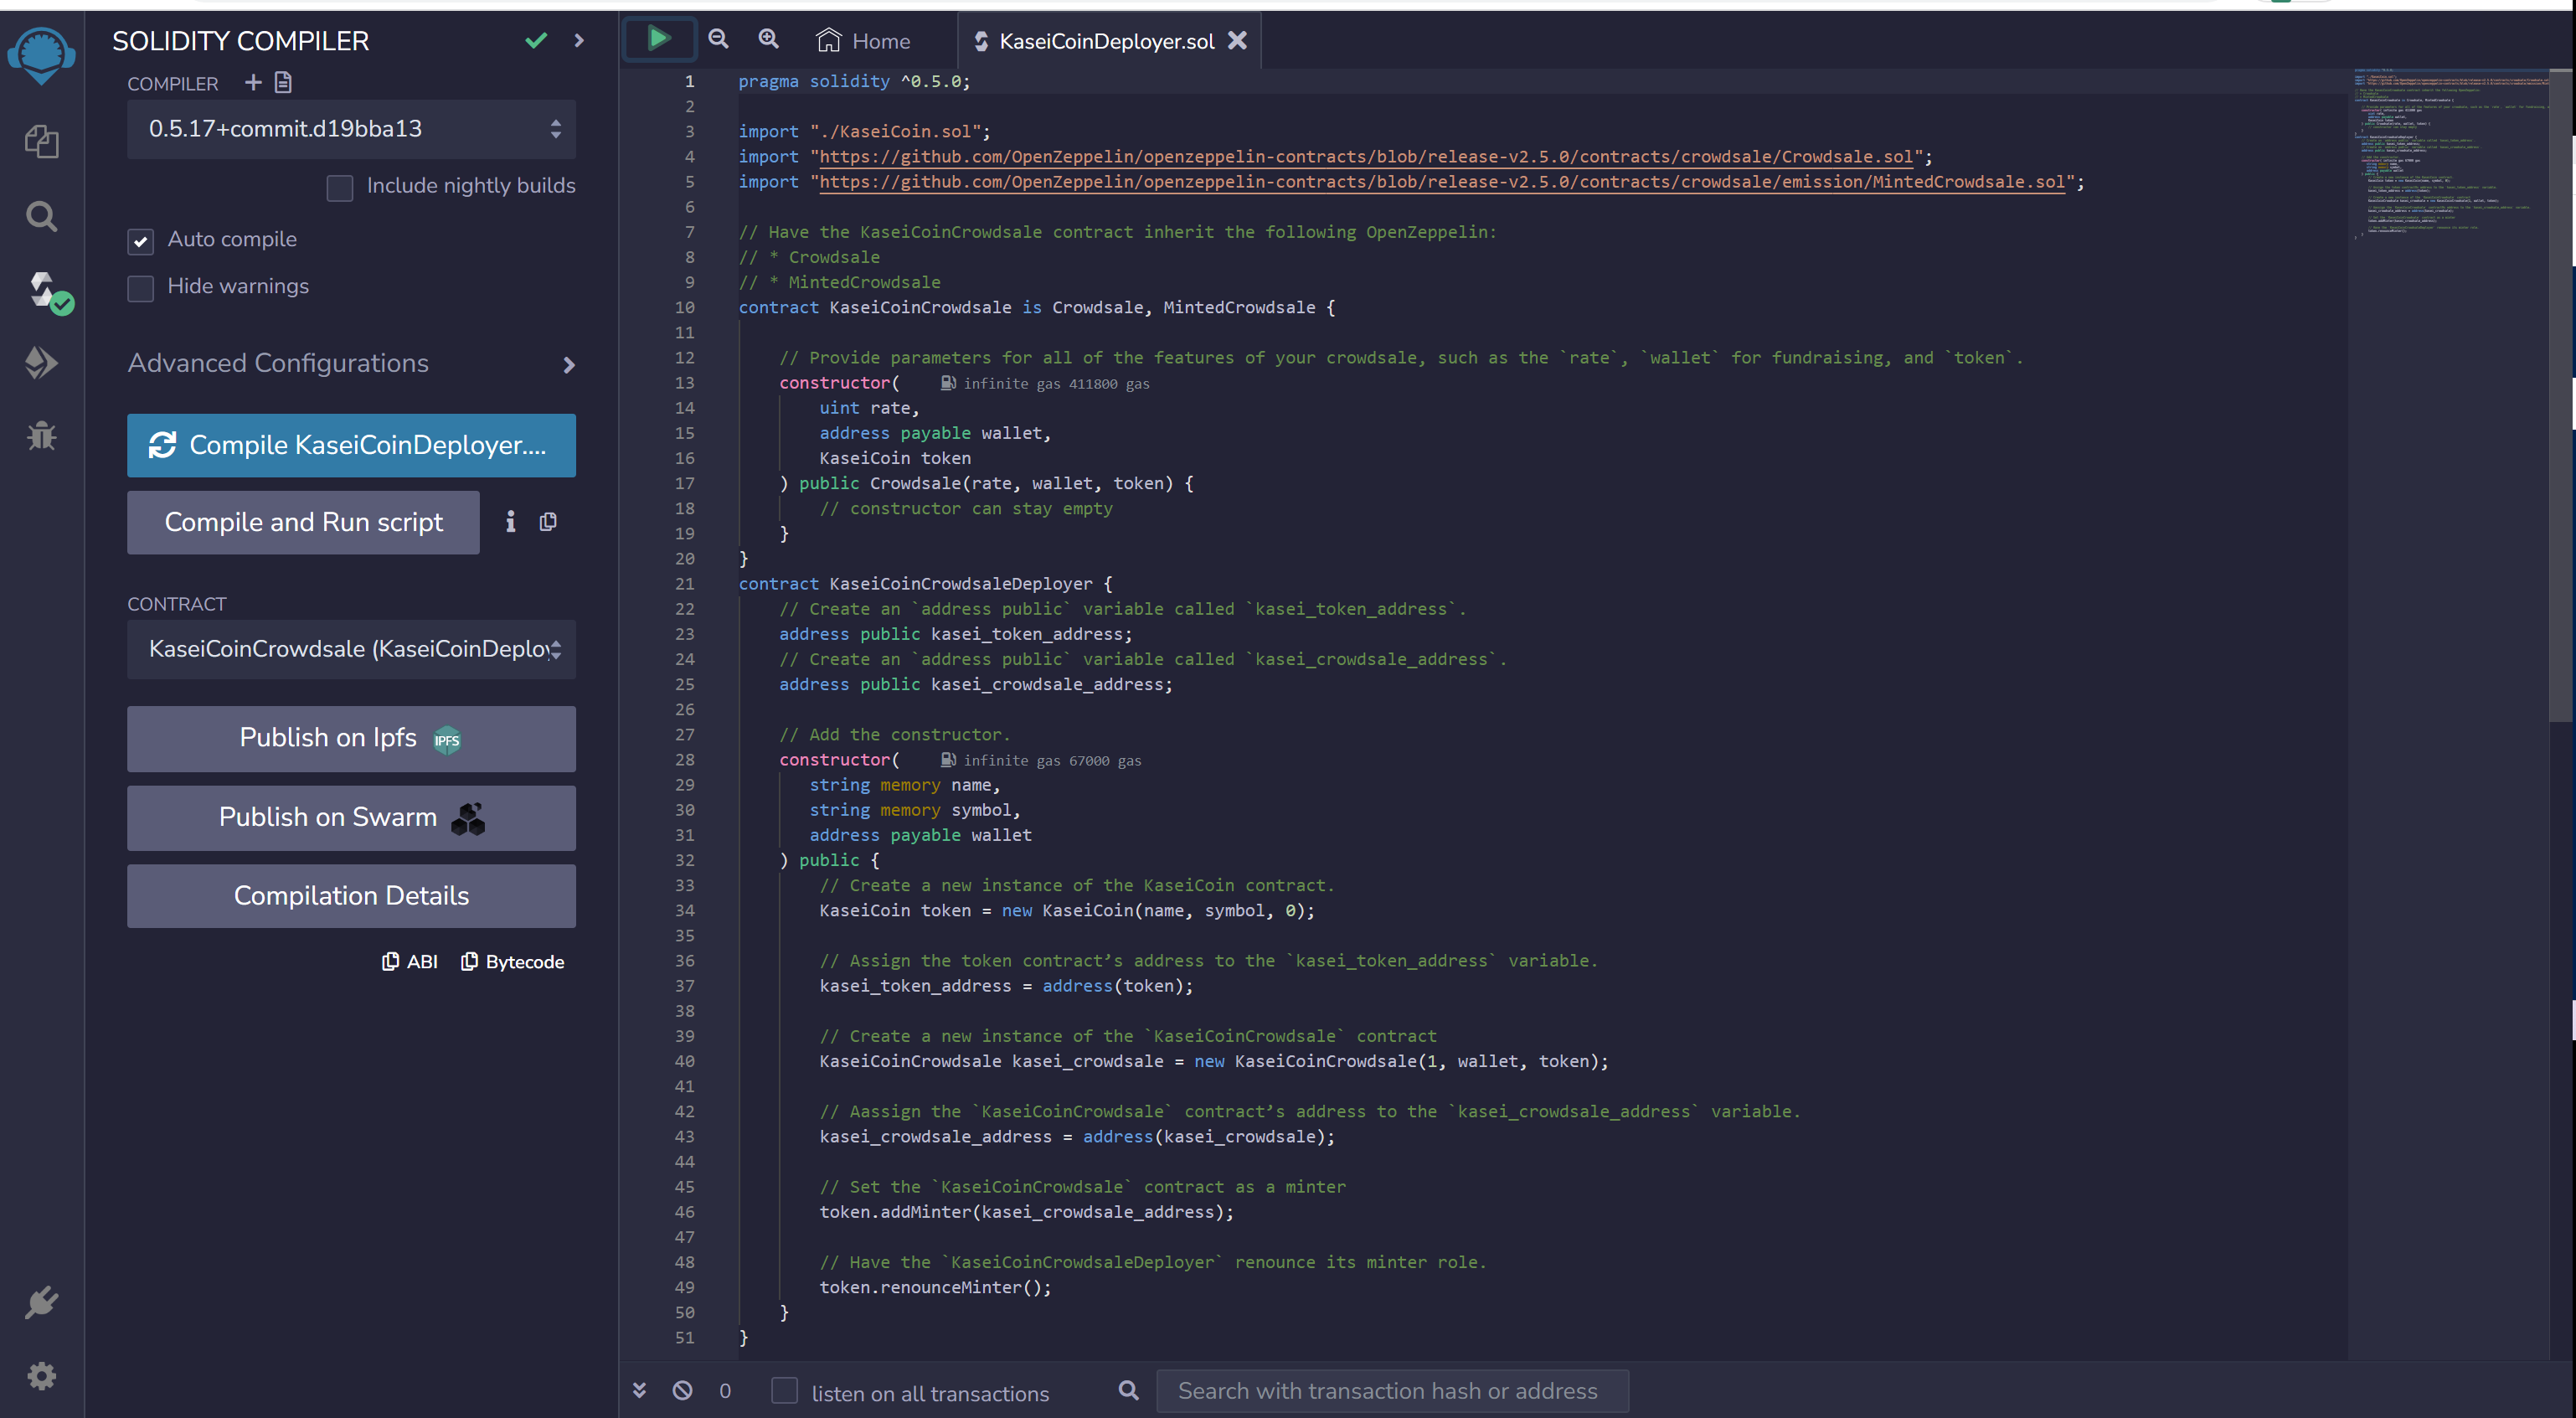 SOLIDITY COMPILER
COMPILER
0.5.17+commit.d19bba13
Include nightly builds
Auto compile
Hide warnings
Advanced Configurations
Compile KaseiCoinDeployer....
Compile and Run script
CONTRACT
KaseiCoinCrowdsale (KaseiCoinDeploy
Publish on Ipfs IPFS
Publish on Swarm
Compilation Details
ABI Bytecode
Home KaseiCoinDeployer.sol
1 pragma solidity ^0.5.0;
2
3 import "./KaseiCoin.sol";
4 import "https://github.com/OpenZeppelin/openzeppelin-contracts/blob/release-v2.5.0/contracts/crowdsale/Crowdsale.sol";
5 import "https://github.com/OpenZeppelin/openzeppelin-contracts/blob/release-v2.5.0/contracts/crowdsale/emission/MintedCrowdsale.sol";
6
7 // Have the KaseiCoinCrowdsale contract inherit the following OpenZeppelin:
8 // * Crowdsale
9 // * MintedCrowdsale
10 contract KaseiCoinCrowdsale is Crowdsale, MintedCrowdsale {
11
12 // Provide parameters for all of the features of your crowdsale, such as the `rate`, `wallet` for fundraising, and `token`.
13 constructor( infinite gas 411800 gas
14 uint rate,
15 address payable wallet,
16 KaseiCoin token
17 ) public Crowdsale(rate, wallet, token) {
18 // constructor can stay empty
19 }
20 }
21 contract KaseiCoinCrowdsaleDeployer {
22 // Create an `address public` variable called `kasei_token_address`.
23 address public kasei_token_address;
24 // Create an `address public` variable called `kasei_crowdsale_address`.
25 address public kasei_crowdsale_address;
26
27 // Add the constructor.
28 constructor( infinite gas 67000 gas
29 string memory name,
30 string memory symbol,
31 address payable wallet
32 ) public {
33 // Create a new instance of the KaseiCoin contract.
34 KaseiCoin token = new KaseiCoin(name, symbol, 0);
35
36 // Assign the token contract’s address to the `kasei_token_address` variable.
37 kasei_token_address = address(token);
38
39 // Create a new instance of the `KaseiCoinCrowdsale` contract
40 KaseiCoinCrowdsale kasei_crowdsale = new KaseiCoinCrowdsale(1, wallet, token);
41
42 // Aassign the `KaseiCoinCrowdsale` contract’s address to the `kasei_crowdsale_address` variable.
43 kasei_crowdsale_address = address(kasei_crowdsale);
44
45 // Set the `KaseiCoinCrowdsale` contract as a minter
46 token.addMinter(kasei_crowdsale_address);
47
48 // Have the `KaseiCoinCrowdsaleDeployer` renounce its minter role.
49 token.renounceMinter();
50 }
51 }
0 listen on all transactions Search with transaction hash or address